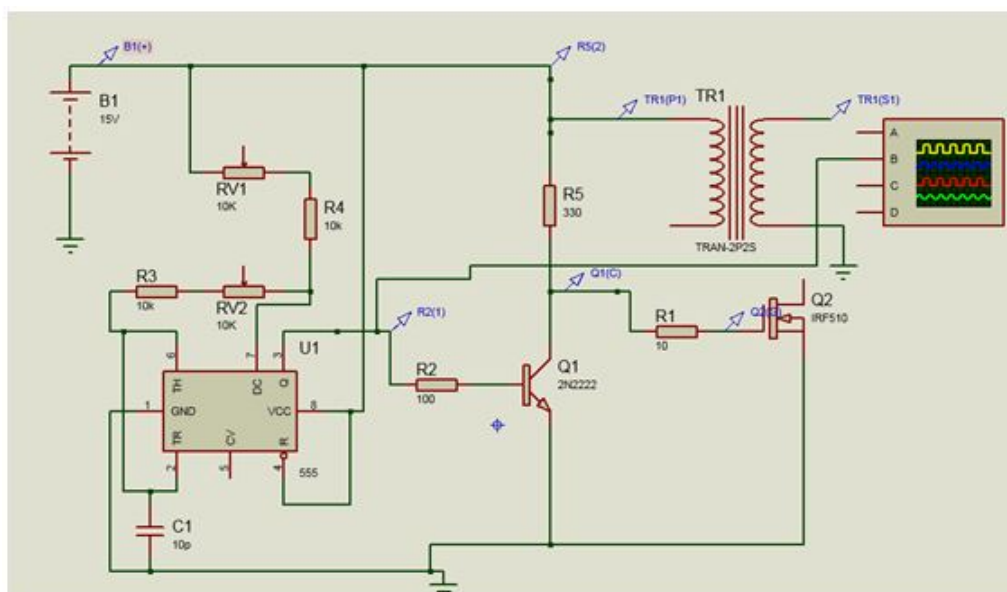 B1(+)
R5(2)
B1
15V
TR1(P1)
TR1
TR1(S1)
A
B
C
D
RV1
10K
R4
10k
R5
330
TRAN-2P2S
R3
10k
RV2
10K
Q1(C)
R2(1)
R1
10
Q2
IRF510
6
7
3
U1
TH
DC
Q
1
GND
VCC
8
TR
CV
R
2
5
4
555
R2
100
Q1
2N2222
C1
10p